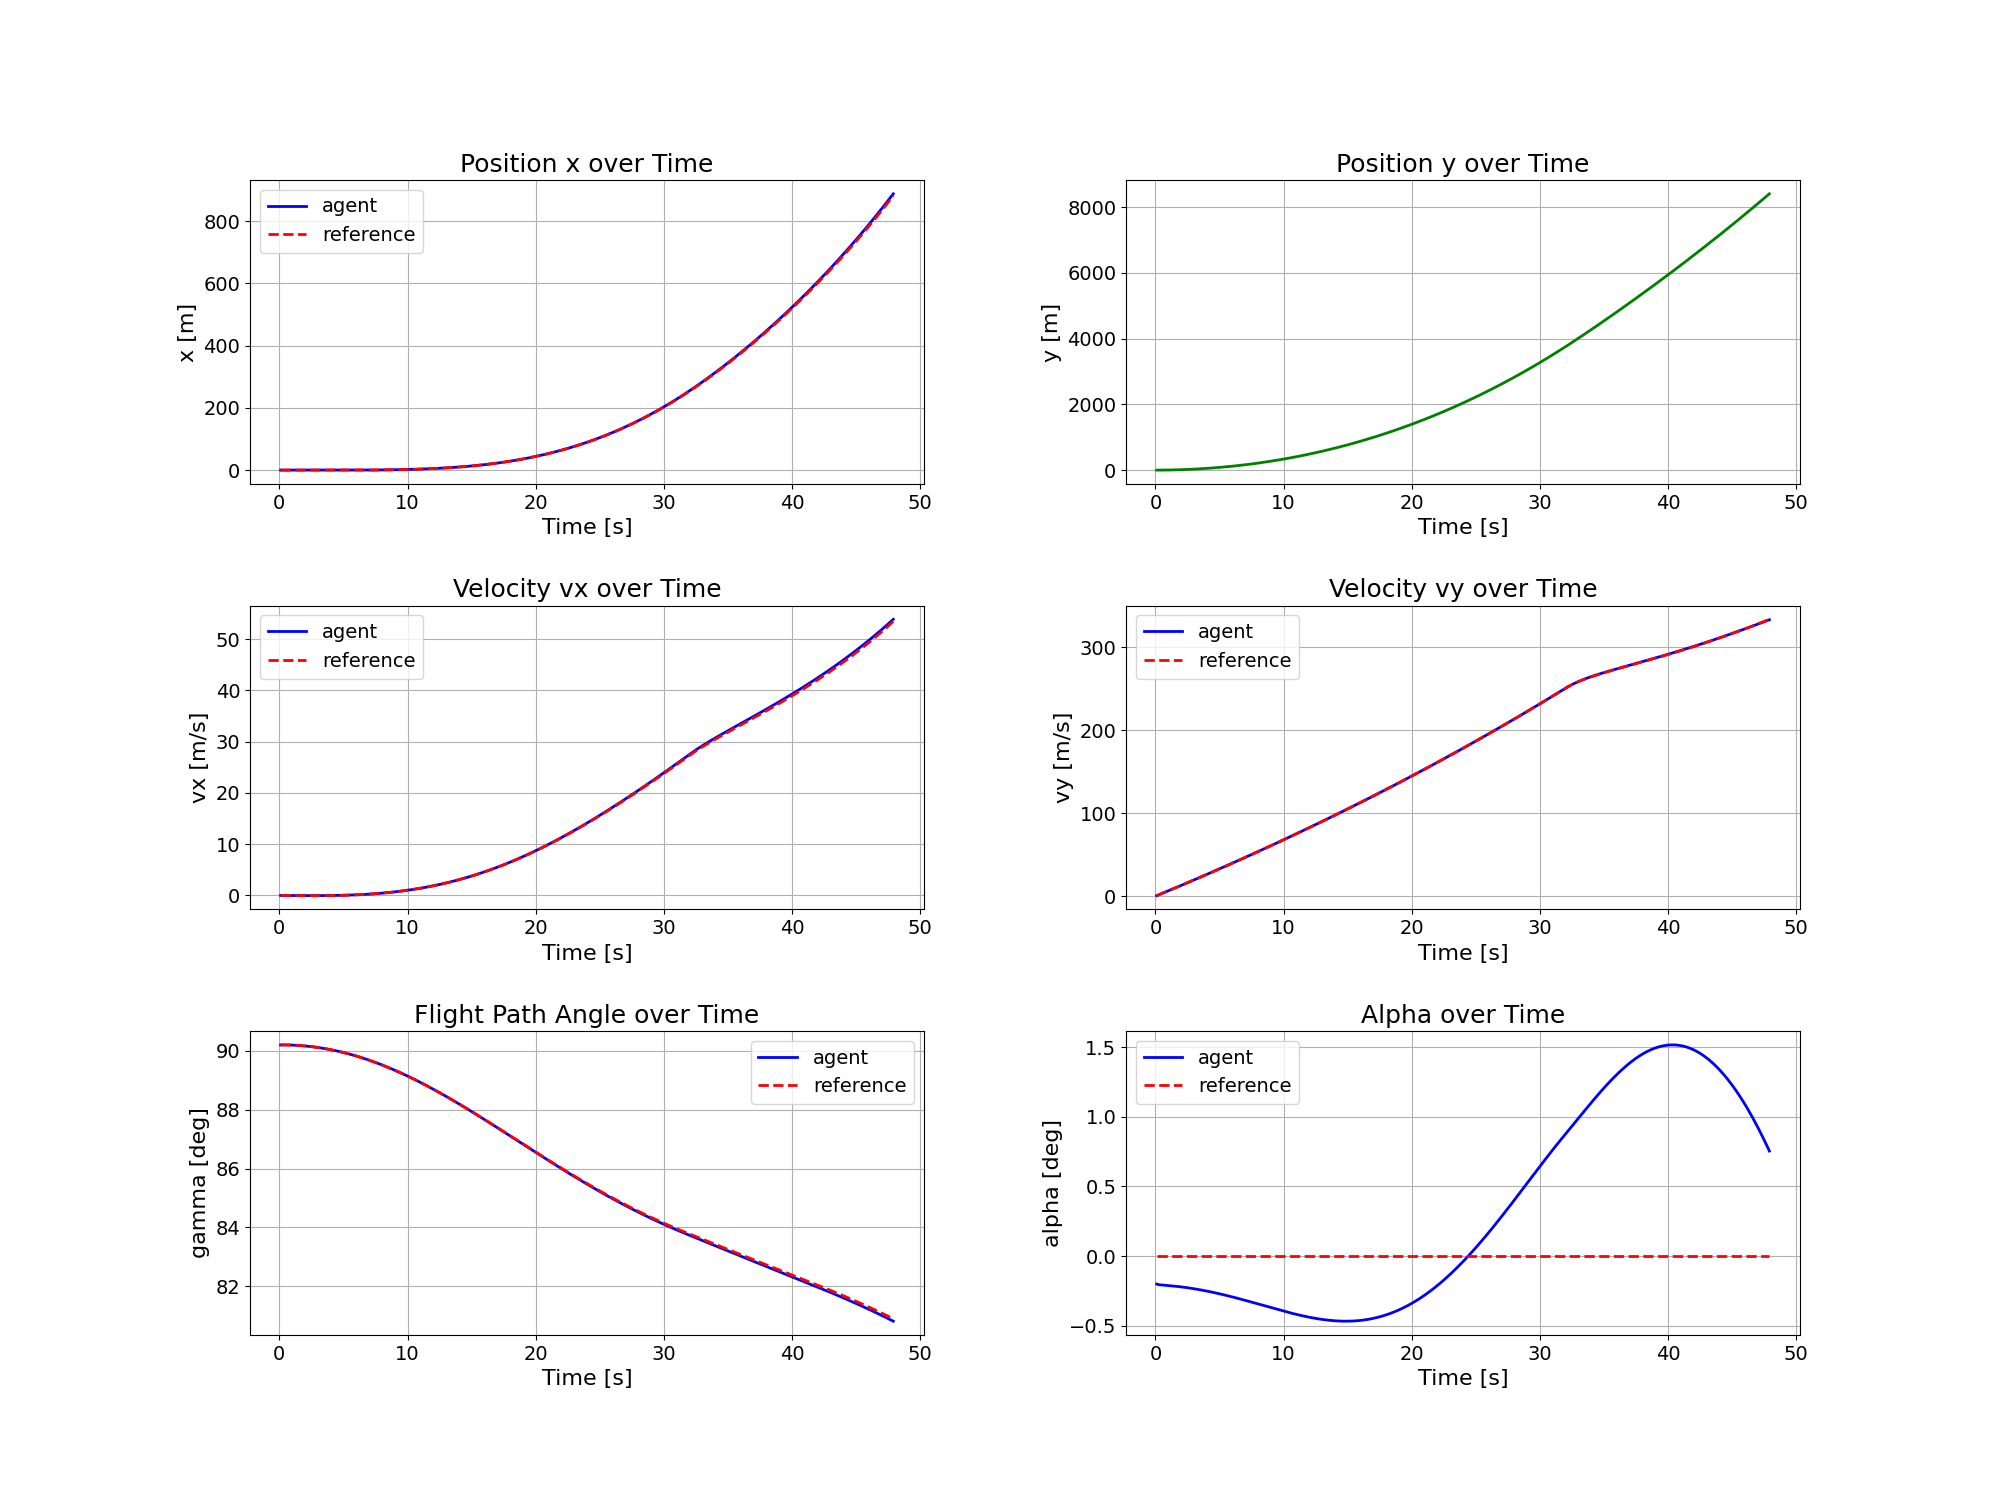 Position x over Time
agent
reference
800
600
400
200
0
x [m]
0 10 20 30 40 50
Time [s]
Position y over Time
8000
6000
4000
2000
0
y [m]
0 10 20 30 40 50
Time [s]
Velocity vx over Time
agent
reference
50
40
30
20
10
0
vx [m/s]
0 10 20 30 40 50
Time [s]
Velocity vy over Time
agent
reference
300
200
100
0
vy [m/s]
0 10 20 30 40 50
Time [s]
Flight Path Angle over Time
agent
reference
90
88
86
84
82
gamma [deg]
0 10 20 30 40 50
Time [s]
Alpha over Time
agent
reference
1.5
1.0
0.5
0.0
−0.5
alpha [deg]
0 10 20 30 40 50
Time [s]